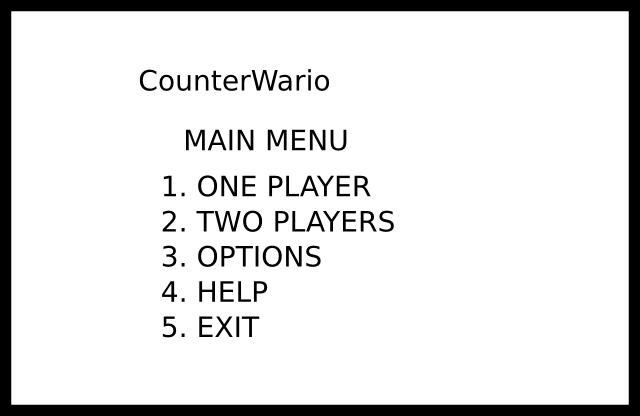 CounterWario
MAIN MENU
1. ONE PLAYER
2. TWO PLAYERS
3. OPTIONS
4. HELP
5. EXIT